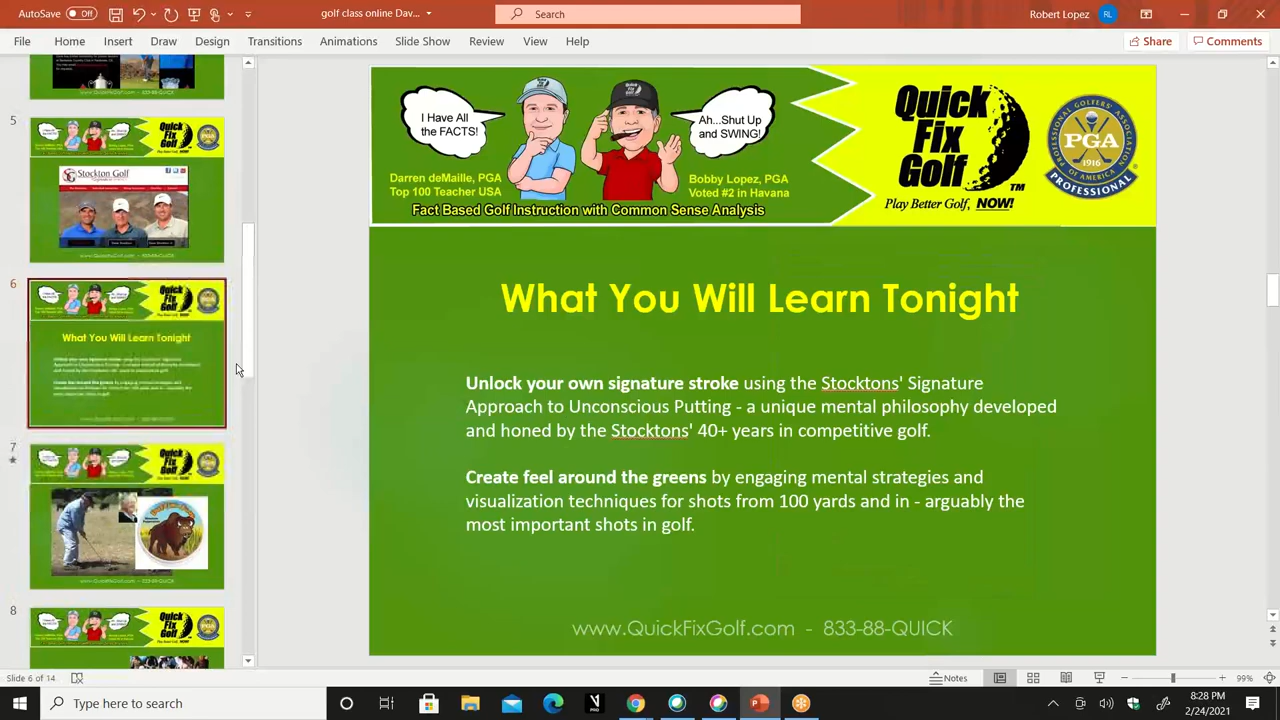 AutoSave Off
golf class online Dav...
Search
Robert Lopez RL
File Home Insert Draw Design Transitions Animations Slide Show Review View Help
Share Comments
5
Stockton Golf
6
What You Will Learn Tonight
7
8
I Have All
the FACTS!
Ah...Shut Up
and SWING!
Darren deMaille, PGA
Top 100 Teacher USA
Bobby Lopez, PGA
Voted #2 in Havana
Fact Based Golf Instruction with Common Sense Analysis
Quick
Fix
Golf TM
Play Better Golf, NOW!
PROFESSIONAL GOLFERS' ASSOCIATION
PGA
1916
OF AMERICA
PROFESSIONAL
What You Will Learn Tonight
Unlock your own signature stroke using the Stocktons' Signature
Approach to Unconscious Putting - a unique mental philosophy developed
and honed by the Stocktons' 40+ years in competitive golf.
Create feel around the greens by engaging mental strategies and
visualization techniques for shots from 100 yards and in - arguably the
most important shots in golf.
www.QuickFixGolf.com - 833-88-QUICK
Slide 6 of 14
Notes
99%
Type here to search
8:28 PM
2/24/2021